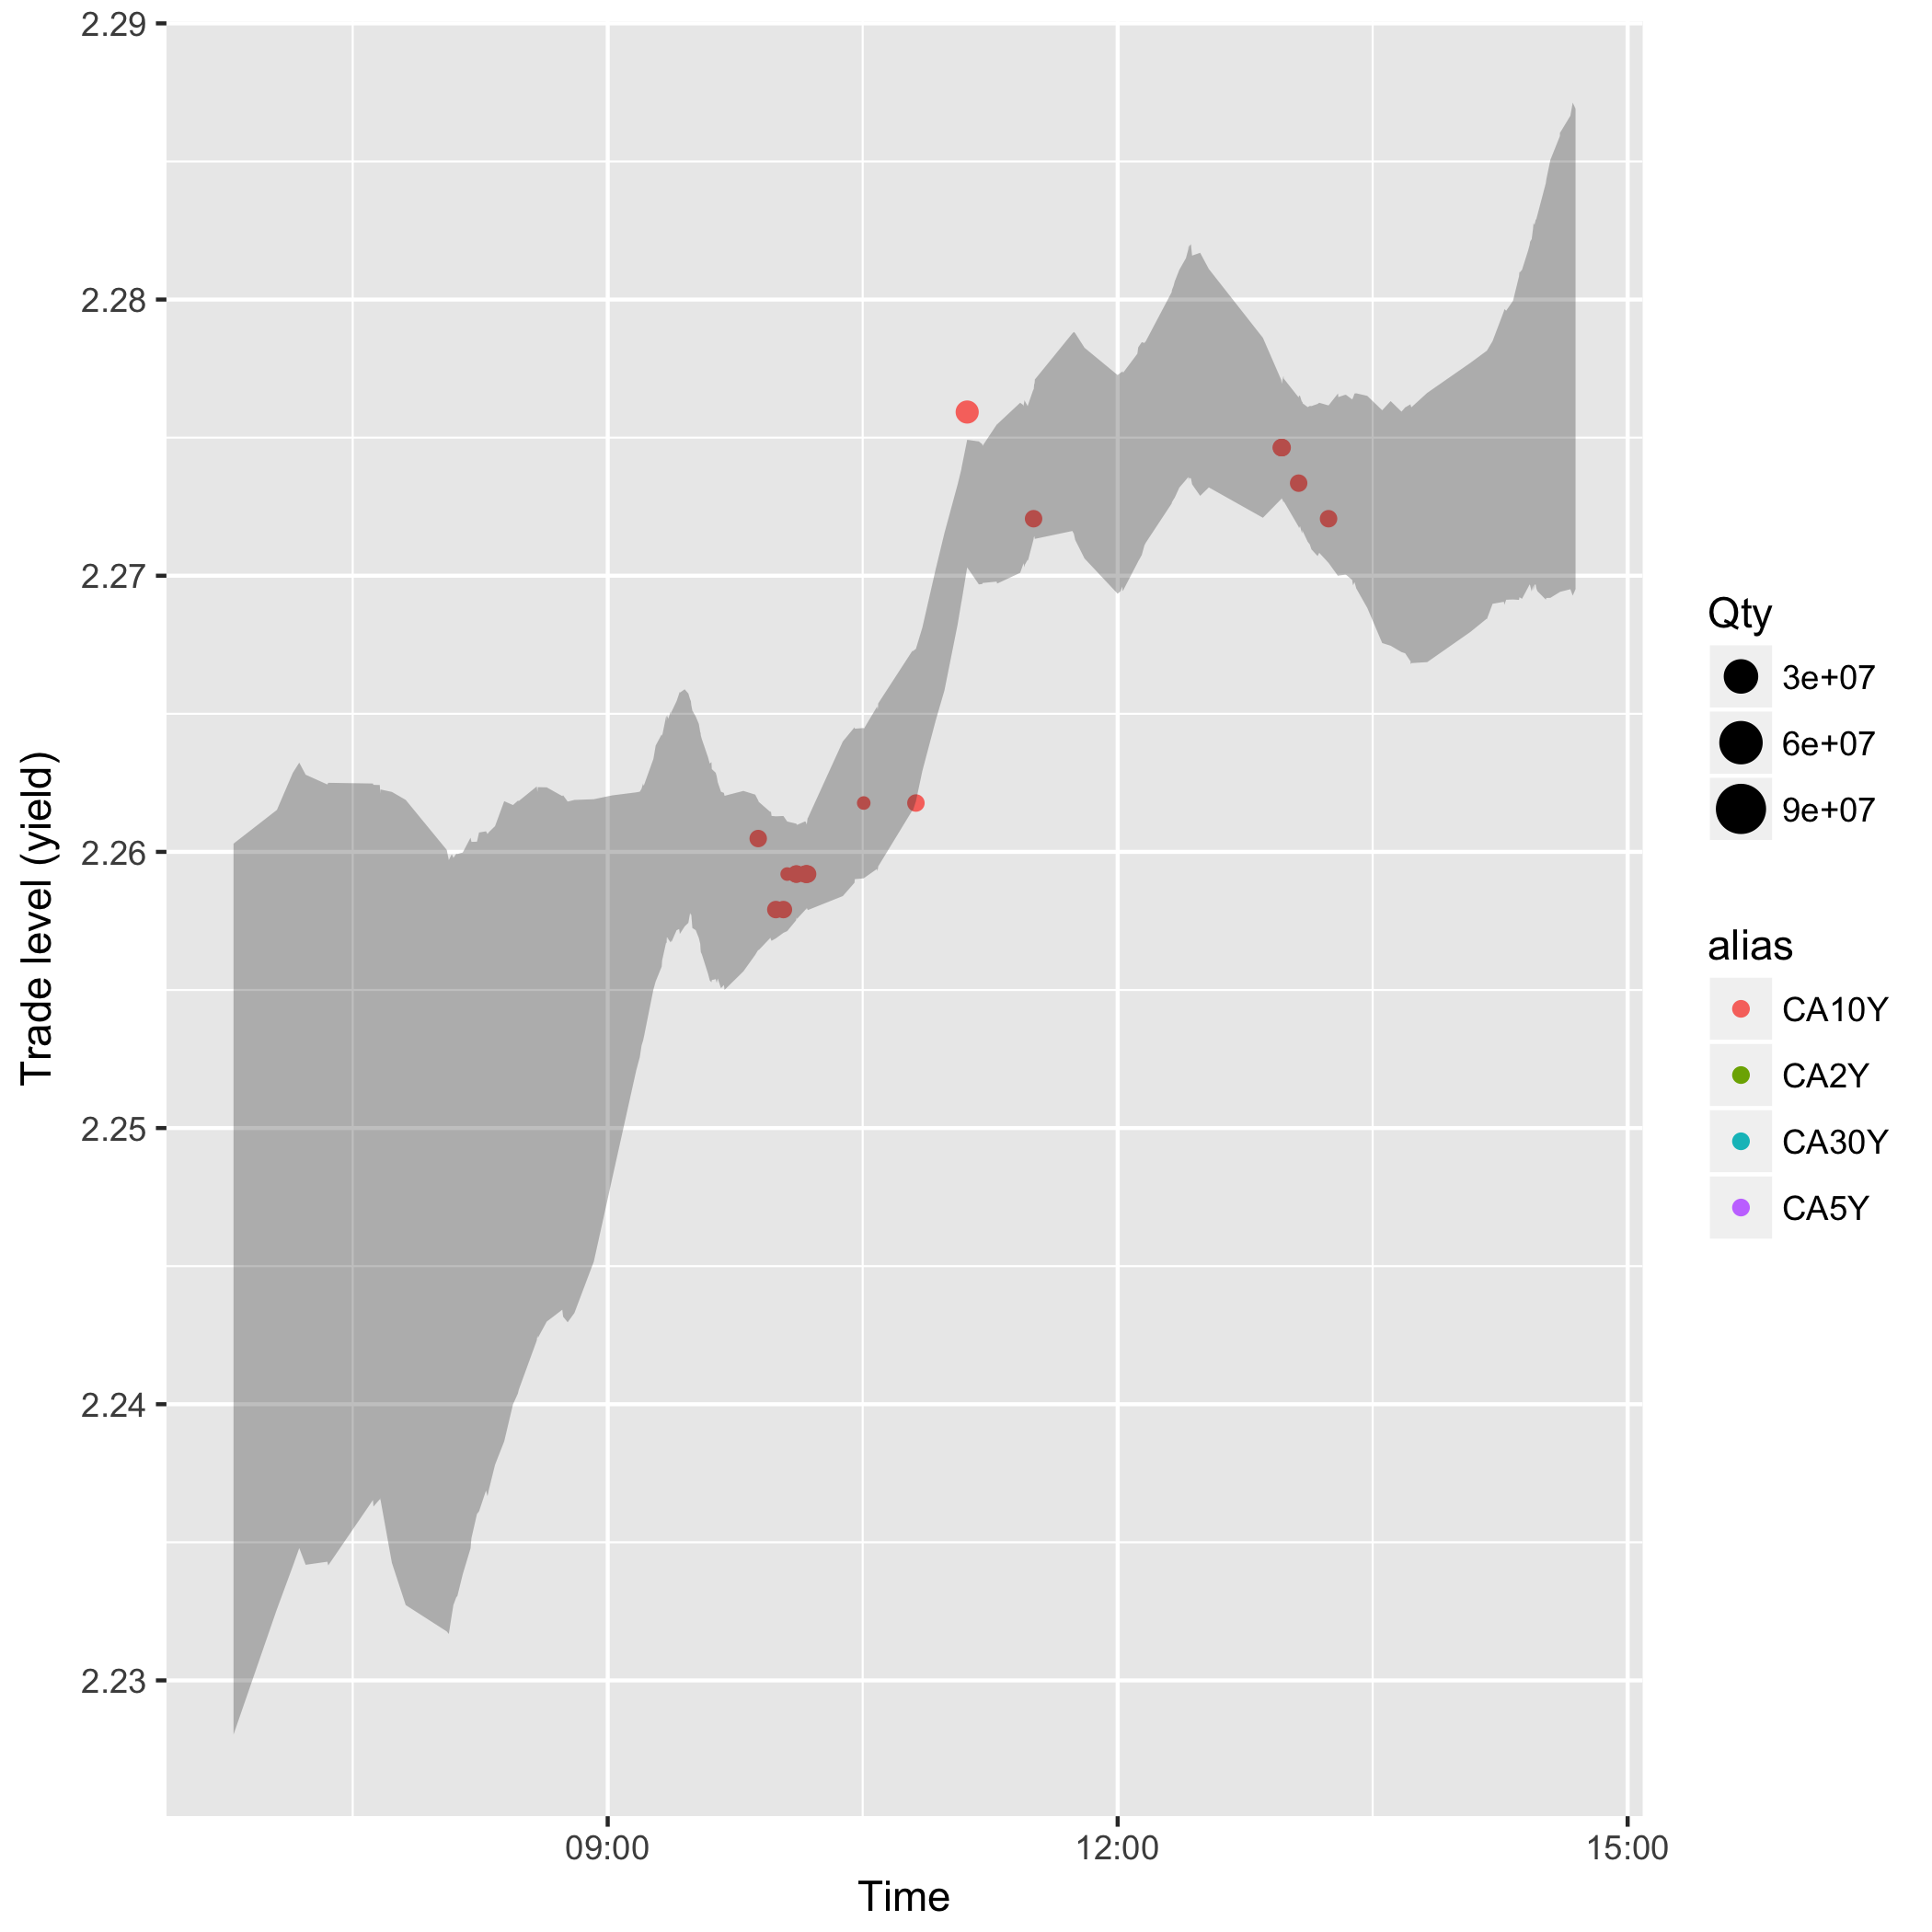 2.29
2.28
2.27
2.26
2.25
2.24
2.23
Trade level (yield)
09:00
12:00
15:00
Time
Qty
3e+07
6e+07
9e+07
alias
CA10Y
CA2Y
CA30Y
CA5Y